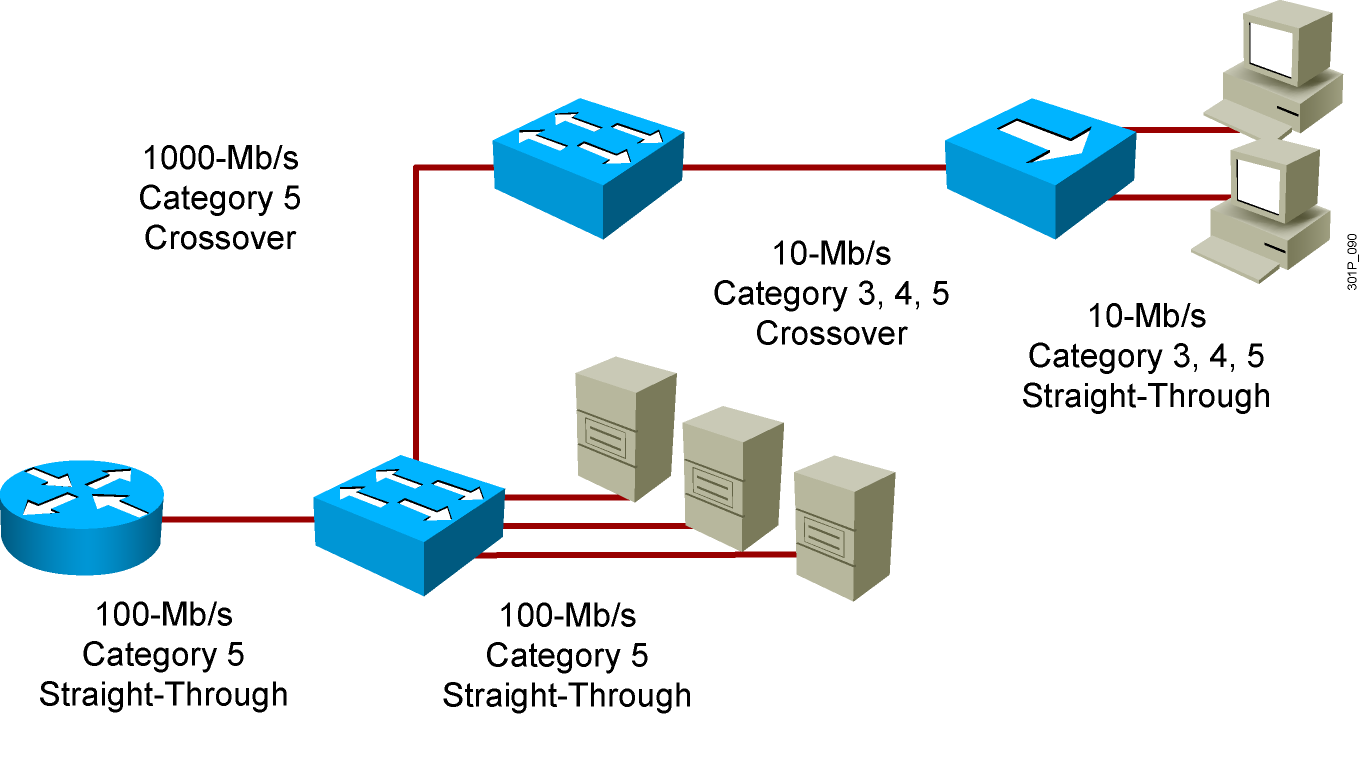 1000-Mb/s
Category 5
Crossover
10-Mb/s
Category 3, 4, 5
Crossover
10-Mb/s
Category 3, 4, 5
Straight-Through
301P_090
100-Mb/s
Category 5
Straight-Through
100-Mb/s
Category 5
Straight-Through